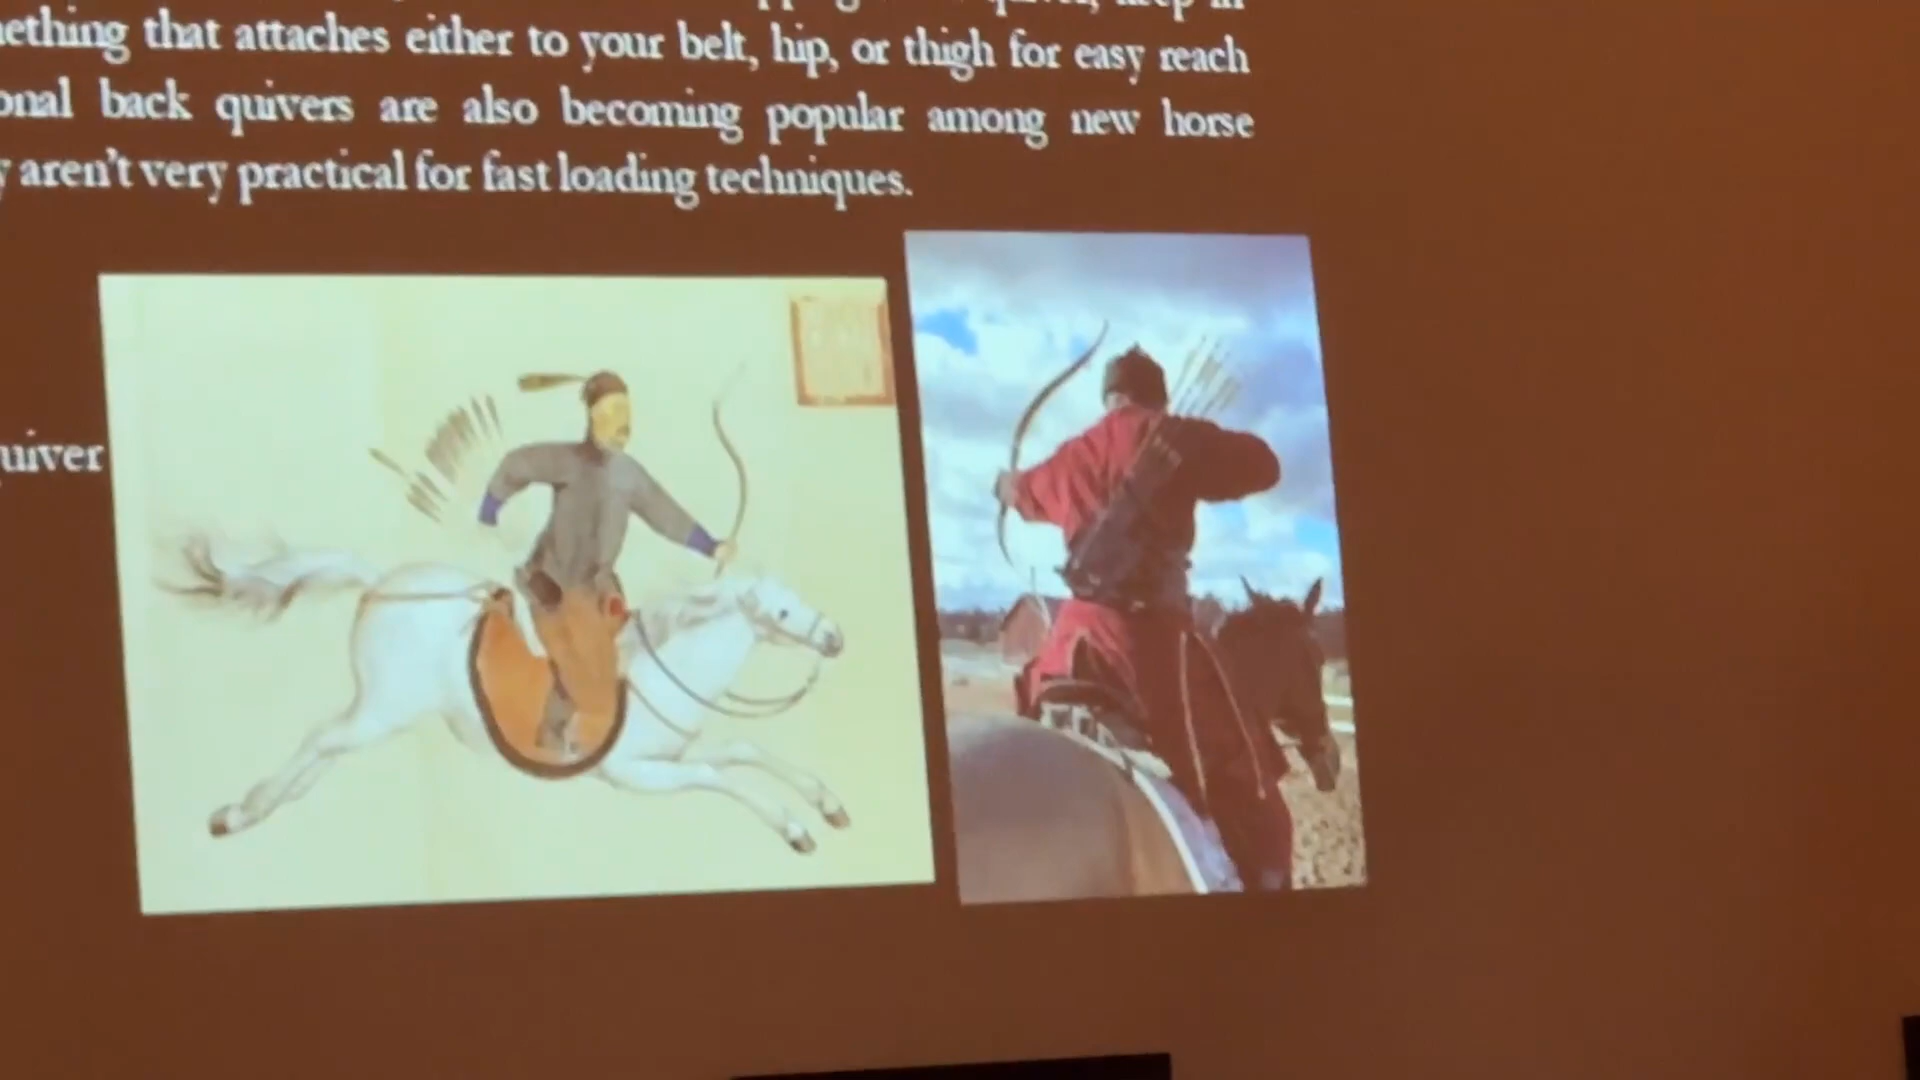 ething that attaches either to your belt, hip, or thigh for easy reach
onal back quivers are also becoming popular among new horse
y aren't very practical for fast loading techniques.
uiver